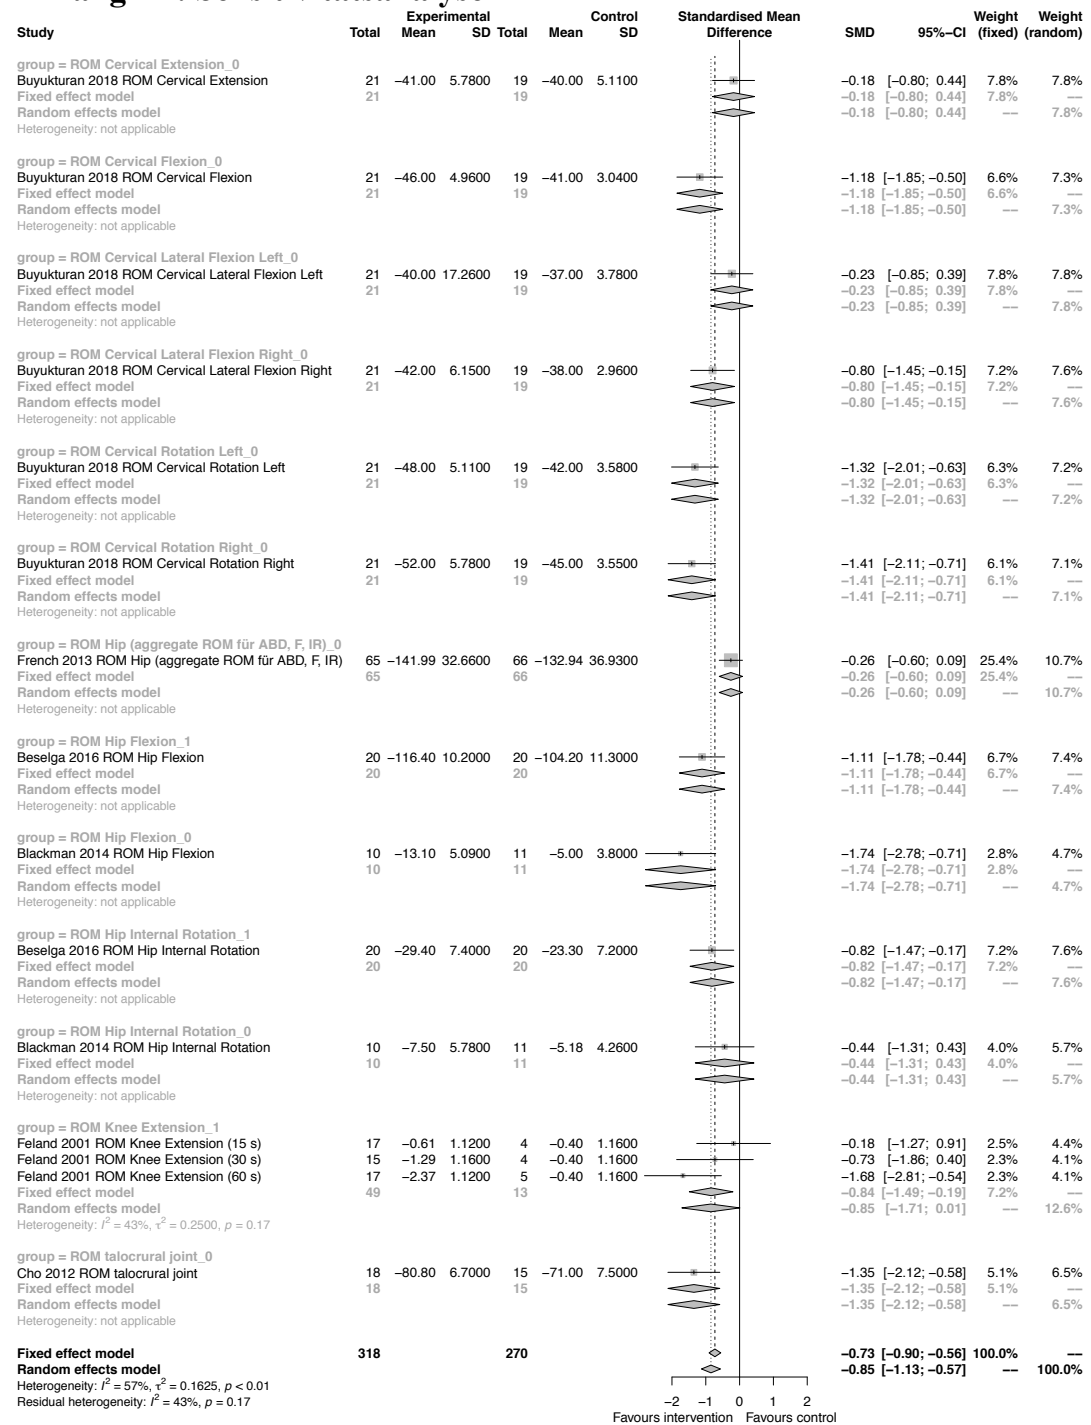 Experimental Control Standardised Mean Weight Weight
Study Total Mean SD Total Mean SD Difference SMD 95%−CI (fixed) (random)
group = ROM Cervical Extension_0
Buyukturan 2018 ROM Cervical Extension 21 −41.00 5.7800 19 −40.00 5.1100 −0.18 [−0.80; 0.44] 7.8% 7.8%
Fixed effect model 21 19 −0.18 [−0.80; 0.44] 7.8% −−
Random effects model −0.18 [−0.80; 0.44] −− 7.8%
Heterogeneity: not applicable
group = ROM Cervical Flexion_0
Buyukturan 2018 ROM Cervical Flexion 21 −46.00 4.9600 19 −41.00 3.0400 −1.18 [−1.85; −0.50] 6.6% 7.3%
Fixed effect model 21 19 −1.18 [−1.85; −0.50] 6.6% −−
Random effects model −1.18 [−1.85; −0.50] −− 7.3%
Heterogeneity: not applicable
group = ROM Cervical Lateral Flexion Left_0
Buyukturan 2018 ROM Cervical Lateral Flexion Left 21 −40.00 17.2600 19 −37.00 3.7800 −0.23 [−0.85; 0.39] 7.8% 7.8%
Fixed effect model 21 19 −0.23 [−0.85; 0.39] 7.8% −−
Random effects model −0.23 [−0.85; 0.39] −− 7.8%
Heterogeneity: not applicable
group = ROM Cervical Lateral Flexion Right_0
Buyukturan 2018 ROM Cervical Lateral Flexion Right 21 −42.00 6.1500 19 −38.00 2.9600 −0.80 [−1.45; −0.15] 7.2% 7.6%
Fixed effect model 21 19 −0.80 [−1.45; −0.15] 7.2% −−
Random effects model −0.80 [−1.45; −0.15] −− 7.6%
Heterogeneity: not applicable
group = ROM Cervical Rotation Left_0
Buyukturan 2018 ROM Cervical Rotation Left 21 −48.00 5.1100 19 −42.00 3.5800 −1.32 [−2.01; −0.63] 6.3% 7.2%
Fixed effect model 21 19 −1.32 [−2.01; −0.63] 6.3% −−
Random effects model −1.32 [−2.01; −0.63] −− 7.2%
Heterogeneity: not applicable
group = ROM Cervical Rotation Right_0
Buyukturan 2018 ROM Cervical Rotation Right 21 −52.00 5.7800 19 −45.00 3.5500 −1.41 [−2.11; −0.71] 6.1% 7.1%
Fixed effect model 21 19 −1.41 [−2.11; −0.71] 6.1% −−
Random effects model −1.41 [−2.11; −0.71] −− 7.1%
Heterogeneity: not applicable
group = ROM Hip (aggregate ROM für ABD, F, IR)_0
French 2013 ROM Hip (aggregate ROM für ABD, F, IR) 65 −141.99 32.6600 66 −132.94 36.9300 −0.26 [−0.60; 0.09] 25.4% 10.7%
Fixed effect model 65 66 −0.26 [−0.60; 0.09] 25.4% −−
Random effects model −0.26 [−0.60; 0.09] −− 10.7%
Heterogeneity: not applicable
group = ROM Hip Flexion_1
Beselga 2016 ROM Hip Flexion 20 −116.40 10.2000 20 −104.20 11.3000 −1.11 [−1.78; −0.44] 6.7% 7.4%
Fixed effect model 20 20 −1.11 [−1.78; −0.44] 6.7% −−
Random effects model −1.11 [−1.78; −0.44] −− 7.4%
Heterogeneity: not applicable
group = ROM Hip Flexion_0
Blackman 2014 ROM Hip Flexion 10 −13.10 5.0900 11 −5.00 3.8000 −1.74 [−2.78; −0.71] 2.8% 4.7%
Fixed effect model 10 11 −1.74 [−2.78; −0.71] 2.8% −−
Random effects model −1.74 [−2.78; −0.71] −− 4.7%
Heterogeneity: not applicable
group = ROM Hip Internal Rotation_1
Beselga 2016 ROM Hip Internal Rotation 20 −29.40 7.4000 20 −23.30 7.2000 −0.82 [−1.47; −0.17] 7.2% 7.6%
Fixed effect model 20 20 −0.82 [−1.47; −0.17] 7.2% −−
Random effects model −0.82 [−1.47; −0.17] −− 7.6%
Heterogeneity: not applicable
group = ROM Hip Internal Rotation_0
Blackman 2014 ROM Hip Internal Rotation 10 −7.50 5.7800 11 −5.18 4.2600 −0.44 [−1.31; 0.43] 4.0% 5.7%
Fixed effect model 10 11 −0.44 [−1.31; 0.43] 4.0% −−
Random effects model −0.44 [−1.31; 0.43] −− 5.7%
Heterogeneity: not applicable
group = ROM Knee Extension_1
Feland 2001 ROM Knee Extension (15 s) 17 −0.61 1.1200 4 −0.40 1.1600 −0.18 [−1.27; 0.91] 2.5% 4.4%
Feland 2001 ROM Knee Extension (30 s) 15 −1.29 1.1600 4 −0.40 1.1600 −0.73 [−1.86; 0.40] 2.3% 4.1%
Feland 2001 ROM Knee Extension (60 s) 17 −2.37 1.1200 5 −0.40 1.1600 −1.68 [−2.81; −0.54] 2.3% 4.1%
Fixed effect model 49 13 −0.84 [−1.49; −0.19] 7.2% −−
Random effects model −0.85 [−1.71; 0.01] −− 12.6%
Heterogeneity: I² = 43%, τ² = 0.2500, p = 0.17
group = ROM talocrural joint_0
Cho 2012 ROM talocrural joint 18 −80.80 6.7000 15 −71.00 7.5000 −1.35 [−2.12; −0.58] 5.1% 6.5%
Fixed effect model 18 15 −1.35 [−2.12; −0.58] 5.1% −−
Random effects model −1.35 [−2.12; −0.58] −− 6.5%
Heterogeneity: not applicable
Fixed effect model 318 270 −0.73 [−0.90; −0.56] 100.0% −−
Random effects model −0.85 [−1.13; −0.57] −− 100.0%
Heterogeneity: I² = 57%, τ² = 0.1625, p < 0.01
Residual heterogeneity: I² = 43%, p = 0.17
−2 −1 0 1 2
Favours intervention Favours control